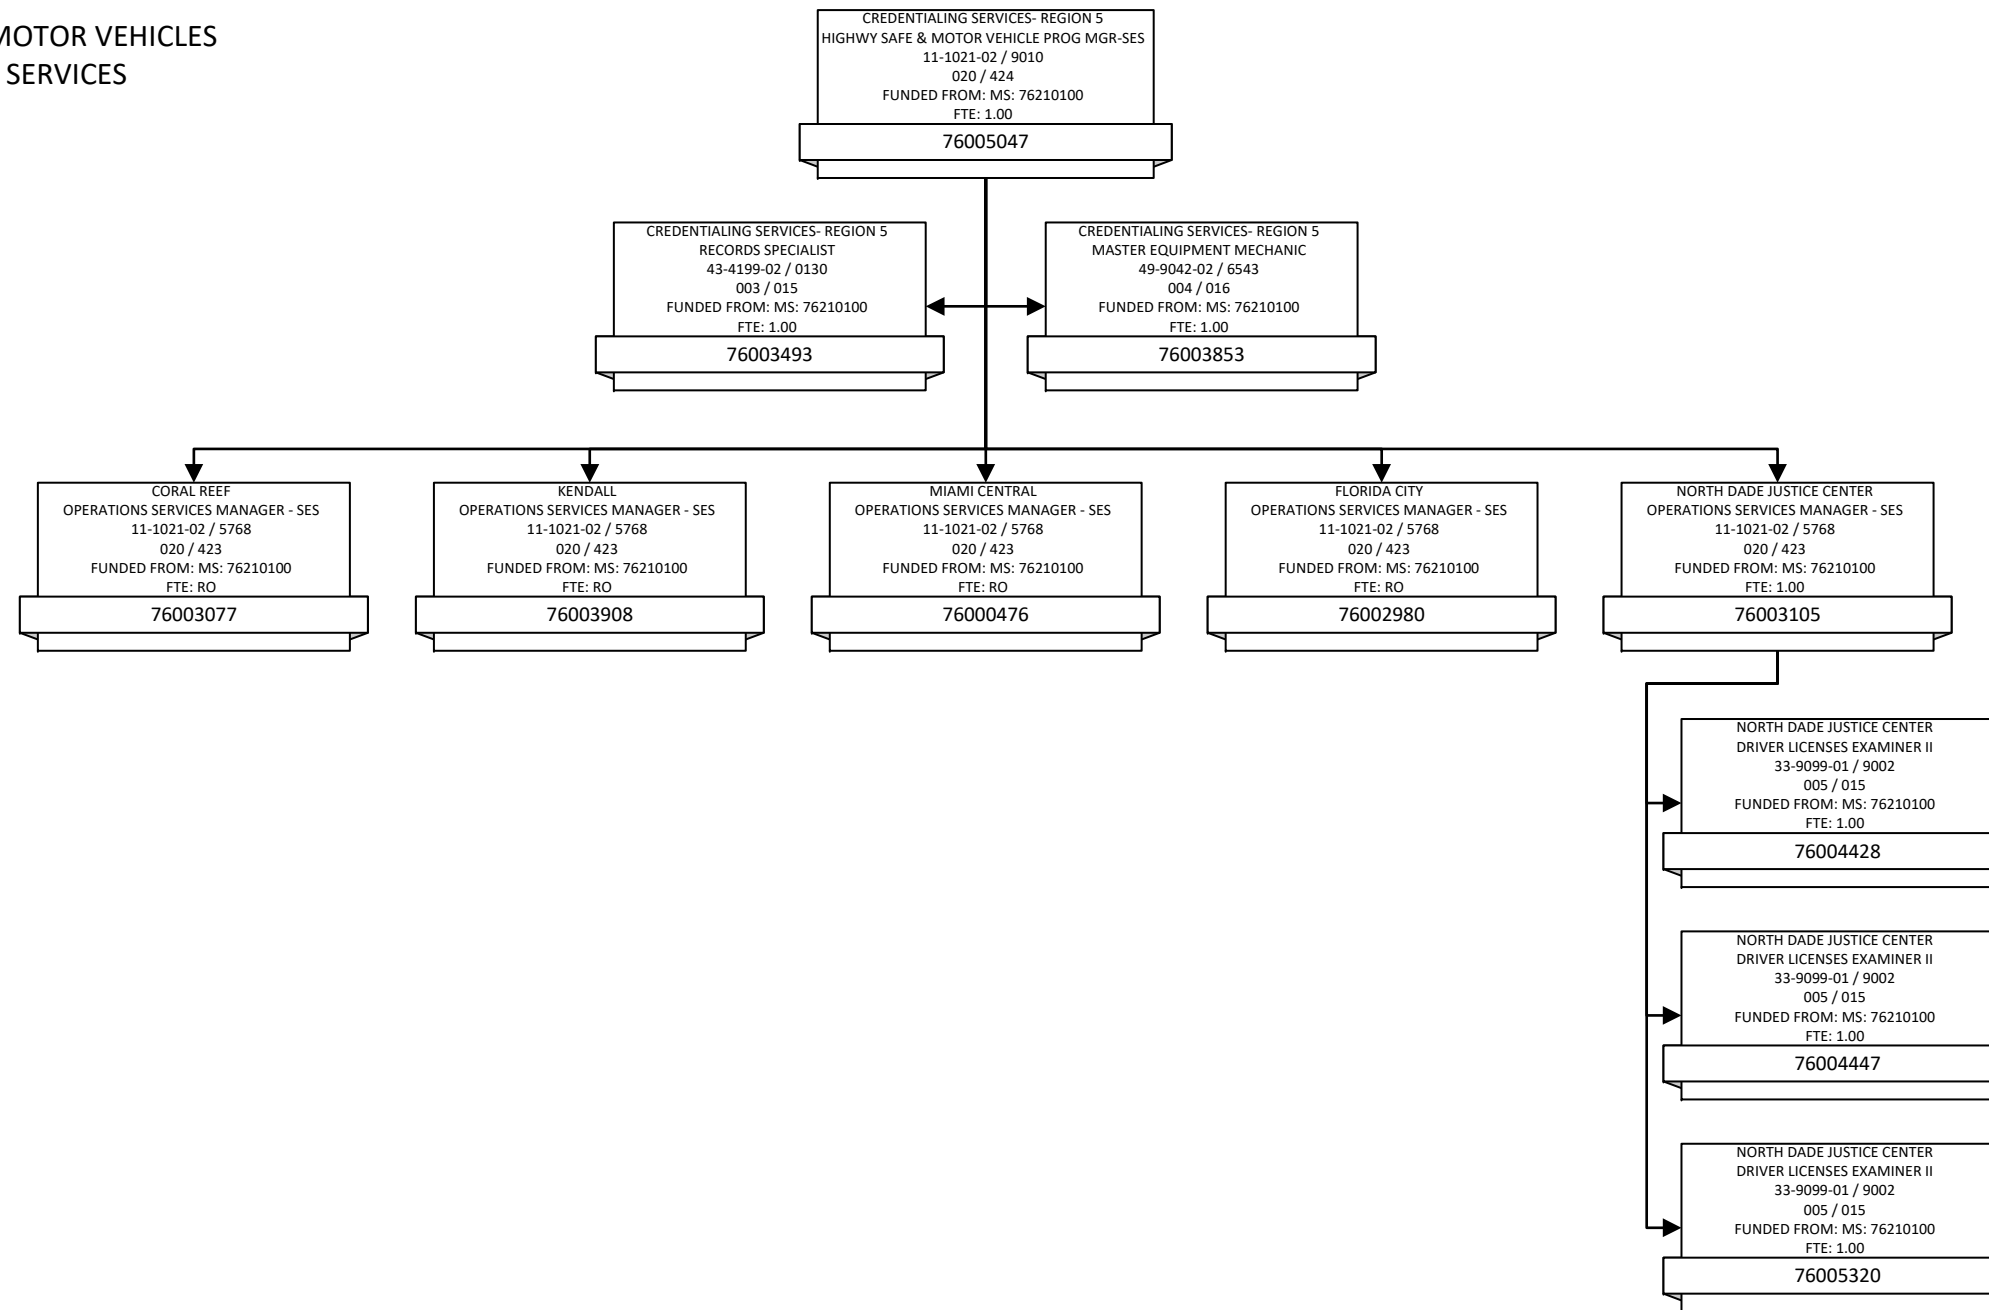 MOTOR VEHICLES
SERVICES
CREDENTIALING SERVICES- REGION 5
HIGHWY SAFE & MOTOR VEHICLE PROG MGR-SES
11-1021-02 / 9010
020 / 424
FUNDED FROM: MS: 76210100
FTE: 1.00
76005047
CREDENTIALING SERVICES- REGION 5
RECORDS SPECIALIST
43-4199-02 / 0130
003 / 015
FUNDED FROM: MS: 76210100
FTE: 1.00
76003493
CREDENTIALING SERVICES- REGION 5
MASTER EQUIPMENT MECHANIC
49-9042-02 / 6543
004 / 016
FUNDED FROM: MS: 76210100
FTE: 1.00
76003853
CORAL REEF
OPERATIONS SERVICES MANAGER - SES
11-1021-02 / 5768
020 / 423
FUNDED FROM: MS: 76210100
FTE: RO
76003077
KENDALL
OPERATIONS SERVICES MANAGER - SES
11-1021-02 / 5768
020 / 423
FUNDED FROM: MS: 76210100
FTE: RO
76003908
MIAMI CENTRAL
OPERATIONS SERVICES MANAGER - SES
11-1021-02 / 5768
020 / 423
FUNDED FROM: MS: 76210100
FTE: RO
76000476
FLORIDA CITY
OPERATIONS SERVICES MANAGER - SES
11-1021-02 / 5768
020 / 423
FUNDED FROM: MS: 76210100
FTE: RO
76002980
NORTH DADE JUSTICE CENTER
OPERATIONS SERVICES MANAGER - SES
11-1021-02 / 5768
020 / 423
FUNDED FROM: MS: 76210100
FTE: 1.00
76003105
NORTH DADE JUSTICE CENTER
DRIVER LICENSES EXAMINER II
33-9099-01 / 9002
005 / 015
FUNDED FROM: MS: 76210100
FTE: 1.00
76004428
NORTH DADE JUSTICE CENTER
DRIVER LICENSES EXAMINER II
33-9099-01 / 9002
005 / 015
FUNDED FROM: MS: 76210100
FTE: 1.00
76004447
NORTH DADE JUSTICE CENTER
DRIVER LICENSES EXAMINER II
33-9099-01 / 9002
005 / 015
FUNDED FROM: MS: 76210100
FTE: 1.00
76005320